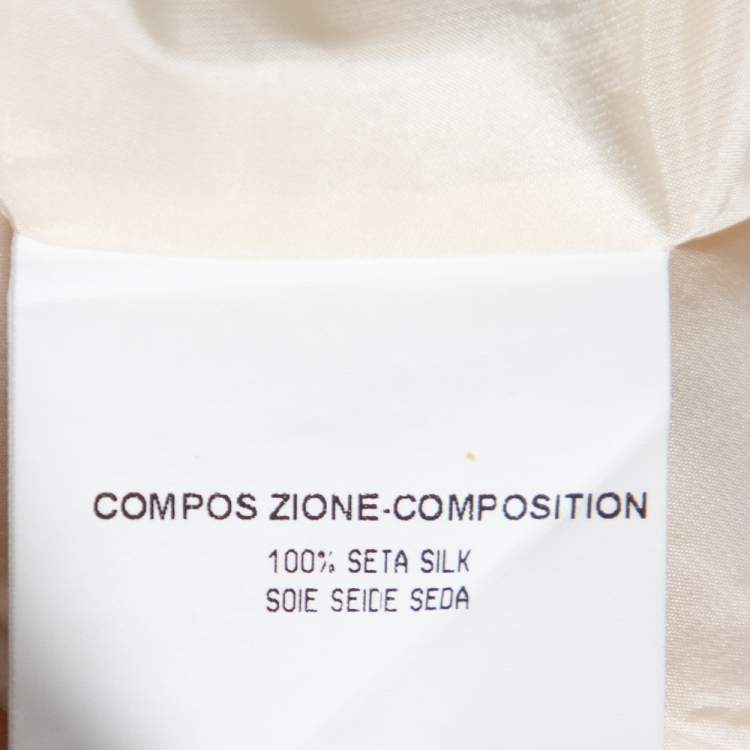 COMPOS ZIONE-COMPOSITION
100% SETA SILK
SOIE SEIDE SEDA